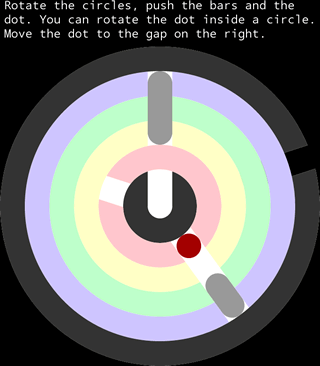 Rotate the circles, push the bars and the
dot. You can rotate the dot inside a circle.
Move the dot to the gap on the right.